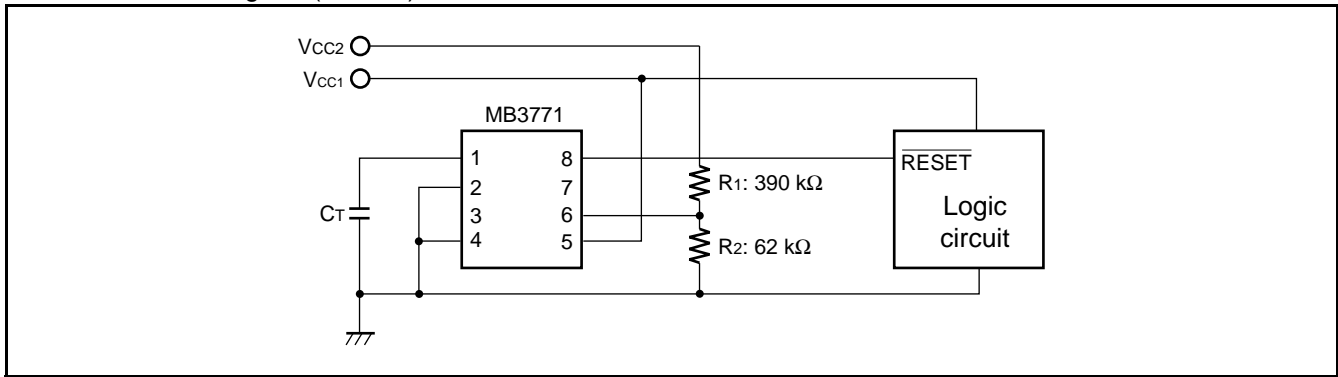 VCC2
VCC1
MB3771
1
2
3
4
8
7
6
5
CT
R1: 390 kΩ
R2: 62 kΩ
RESET
Logic
circuit